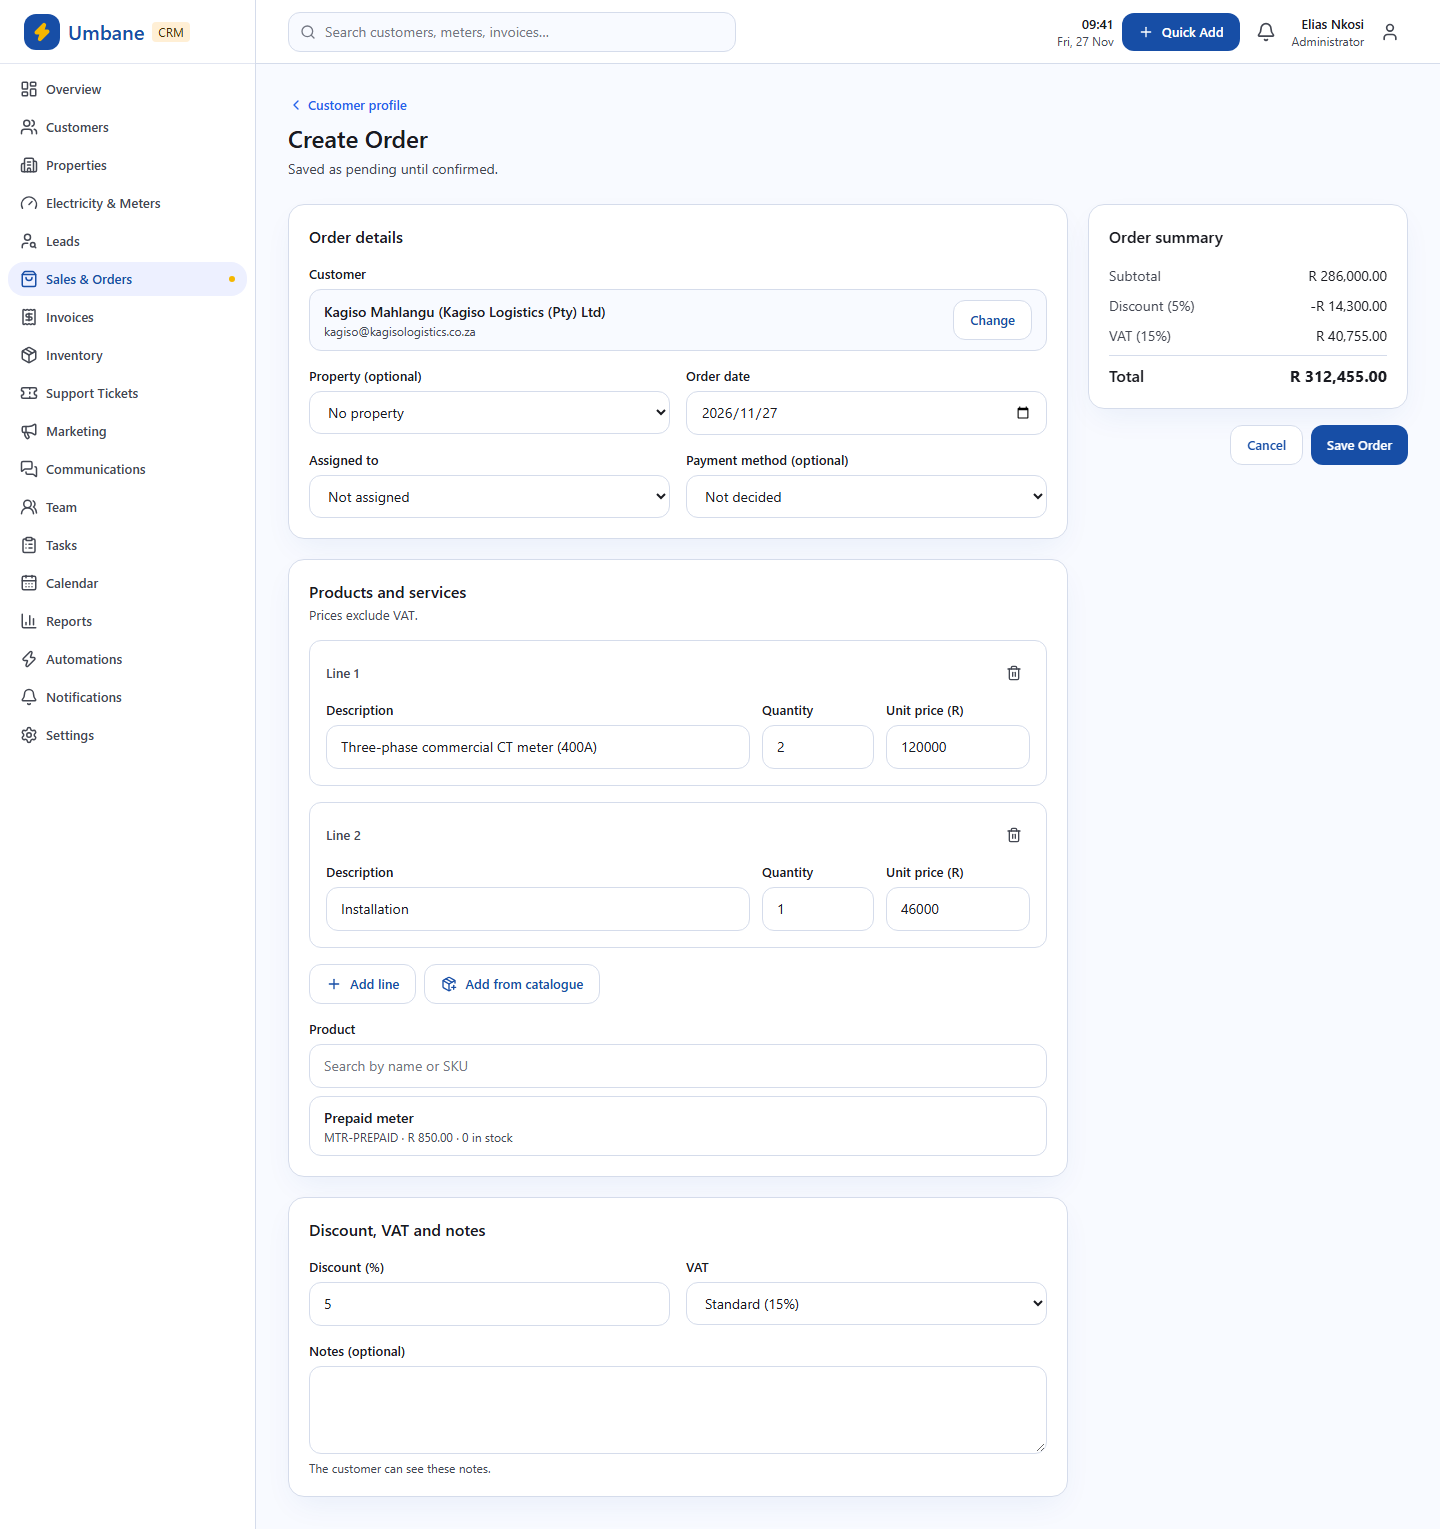 Umbane CRM
Search customers, meters, invoices...
09:41
Fri, 27 Nov
Quick Add
Elias Nkosi
Administrator
Overview
Customers
Properties
Electricity & Meters
Leads
Sales & Orders
Invoices
Inventory
Support Tickets
Marketing
Communications
Team
Tasks
Calendar
Reports
Automations
Notifications
Settings
Customer profile
Create Order
Saved as pending until confirmed.
Order details
Customer
Kagiso Mahlangu (Kagiso Logistics (Pty) Ltd)
kagiso@kagisologistics.co.za
Change
Property (optional)
No property
Order date
2026/11/27
Assigned to
Not assigned
Payment method (optional)
Not decided
Products and services
Prices exclude VAT.
Line 1
Description Quantity Unit price (R)
Three-phase commercial CT meter (400A) 2 120000
Line 2
Description Quantity Unit price (R)
Installation 1 46000
Add line
Add from catalogue
Product
Search by name or SKU
Prepaid meter
MTR-PREPAID · R 850.00 · 0 in stock
Discount, VAT and notes
Discount (%)
5
VAT
Standard (15%)
Notes (optional)
The customer can see these notes.
Order summary
Subtotal R 286,000.00
Discount (5%) -R 14,300.00
VAT (15%) R 40,755.00
Total R 312,455.00
Cancel
Save Order